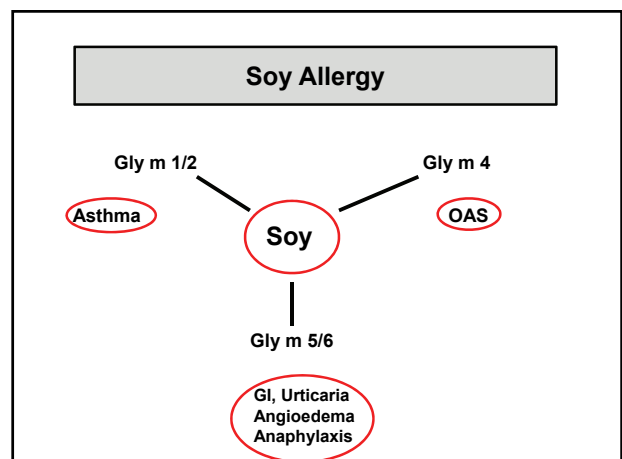 Soy Allergy
Gly m 1/2
Gly m 4
Asthma
Soy
OAS
Gly m 5/6
GI, Urticaria
Angioedema
Anaphylaxis